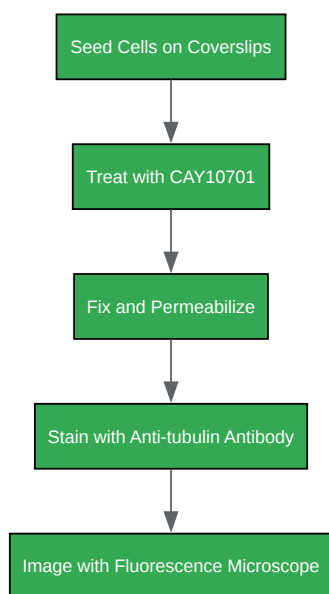 Seed Cells on Coverslips
Treat with CAY10701
Fix and Permeabilize
Stain with Anti-tubulin Antibody
Image with Fluorescence Microscope